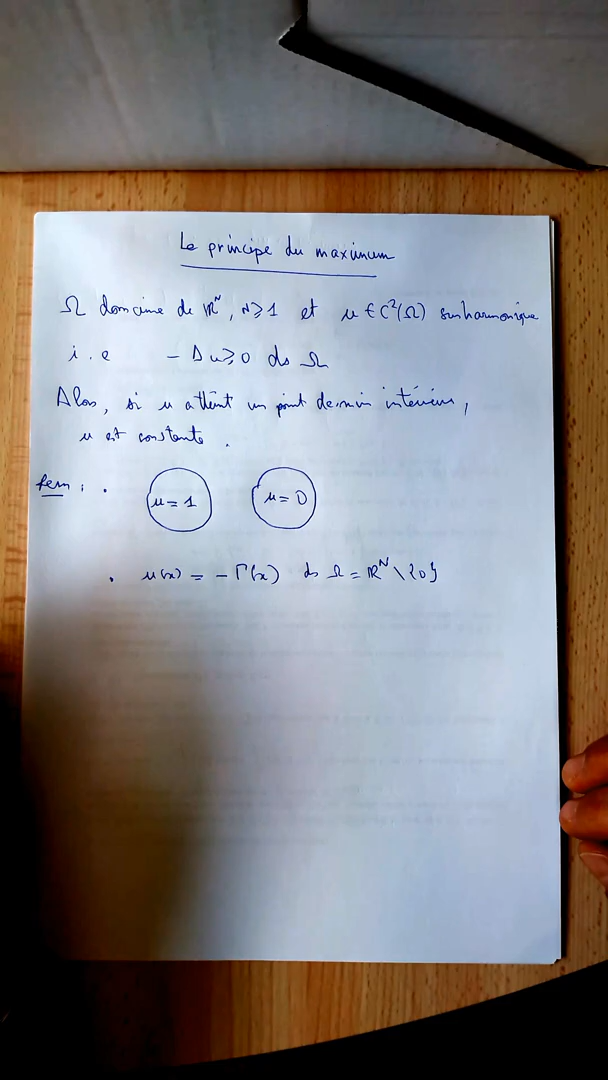 Le principe du maximum
Ω domaine de ℝᴺ, N ≥ 1 et u ∈ C²(Ω) surharmonique
i.e -Δu ≥ 0 ds Ω
Alors, si u atteint un point de min intérieur,
u est constante.
Rem : . u = 1 u = 0
. u(x) = -Γ(x) ds Ω = ℝᴺ \ {0}